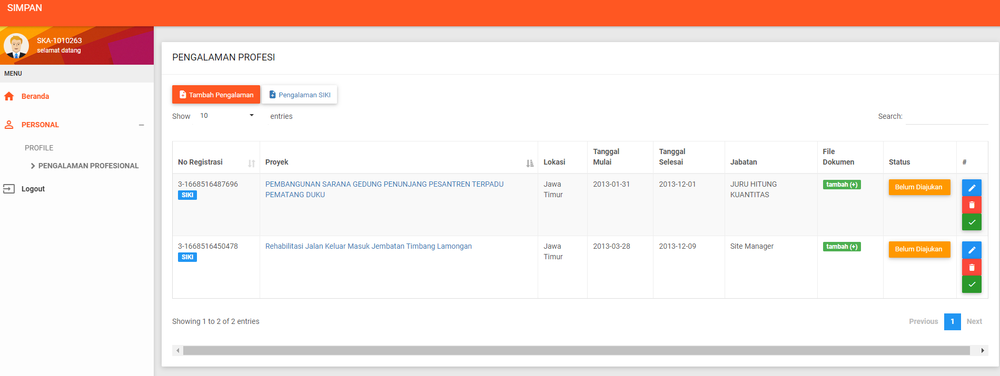 SIMPAN
SKA-1010263
selamat datang
MENU
Beranda
PERSONAL
PROFILE
PENGALAMAN PROFESIONAL
Logout
PENGALAMAN PROFESI
Tambah Pengalaman Pengalaman SIKI
Show 10 entries Search:
No Registrasi Proyek Lokasi Tanggal Mulai Tanggal Selesai Jabatan File Dokumen Status #
3-1668516487696 PEMBANGUNAN SARANA GEDUNG PENUNJANG PESANTREN TERPADU Jawa 2013-01-31 2013-12-01 JURU HITUNG tambah (+) Belum Diajukan
SIKI PEMATANG DUKU Timur KUANTITAS
3-1668516450478 Rehabilitasi Jalan Keluar Masuk Jembatan Timbang Lamongan Jawa 2013-03-28 2013-12-09 Site Manager tambah (+) Belum Diajukan
SIKI Timur
Showing 1 to 2 of 2 entries Previous 1 Next